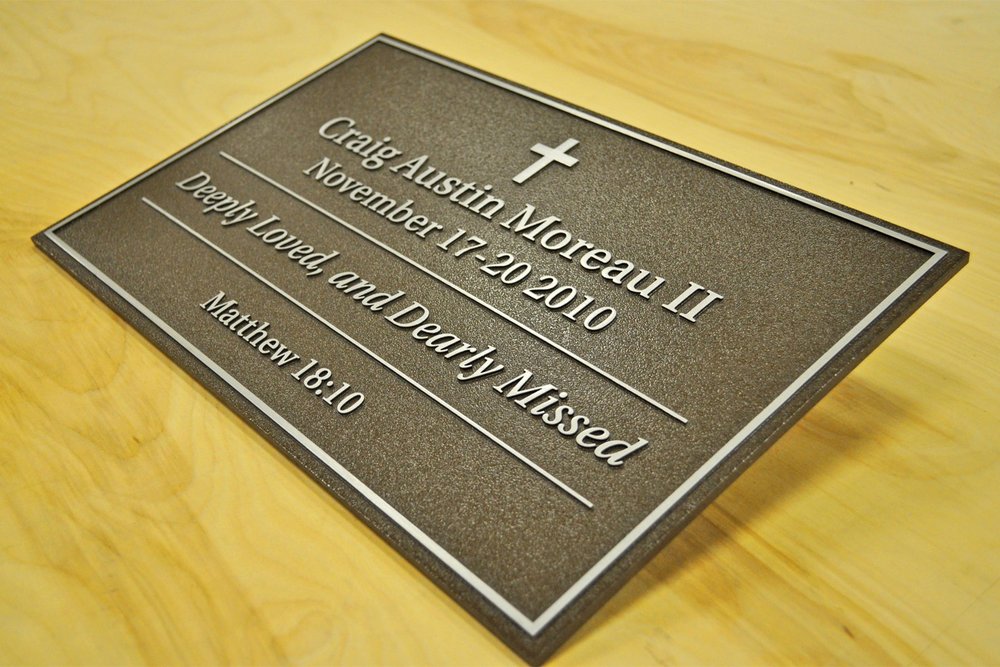 Craig Austin Moreau II
November 17-20 2010
Deeply Loved, and Dearly Missed
Matthew 18:10